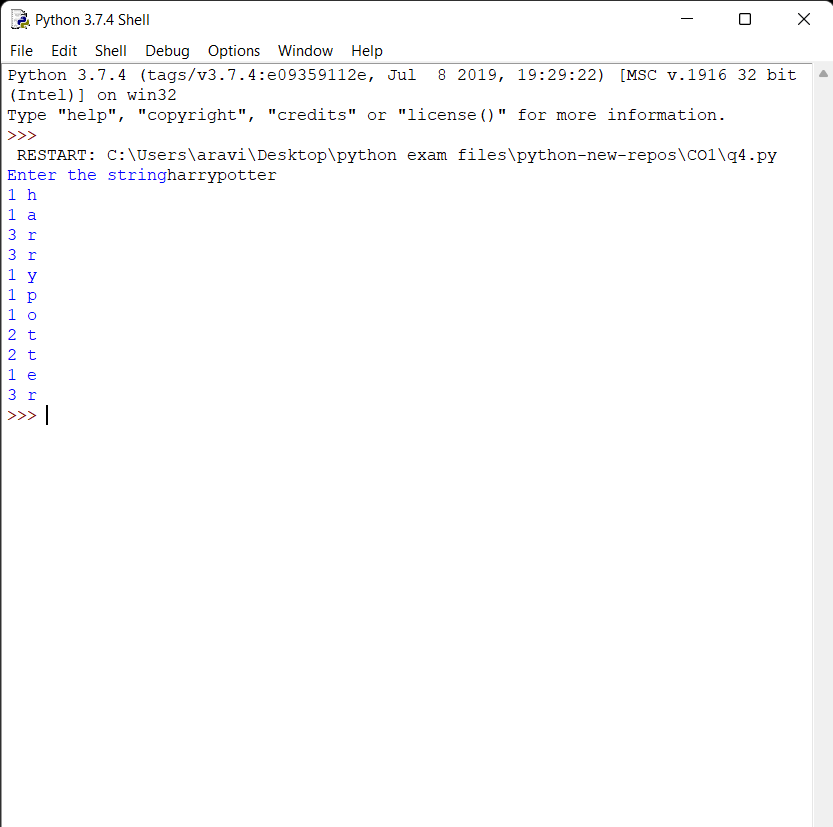 Python 3.7.4 Shell
File Edit Shell Debug Options Window Help
Python 3.7.4 (tags/v3.7.4:e09359112e, Jul  8 2019, 19:29:22) [MSC v.1916 32 bit
(Intel)] on win32
Type "help", "copyright", "credits" or "license()" for more information.
>>>
 RESTART: C:\Users\aravi\Desktop\python exam files\python-new-repos\CO1\q4.py
Enter the stringharrypotter
1 h
1 a
3 r
3 r
1 y
1 p
1 o
2 t
2 t
1 e
3 r
>>>